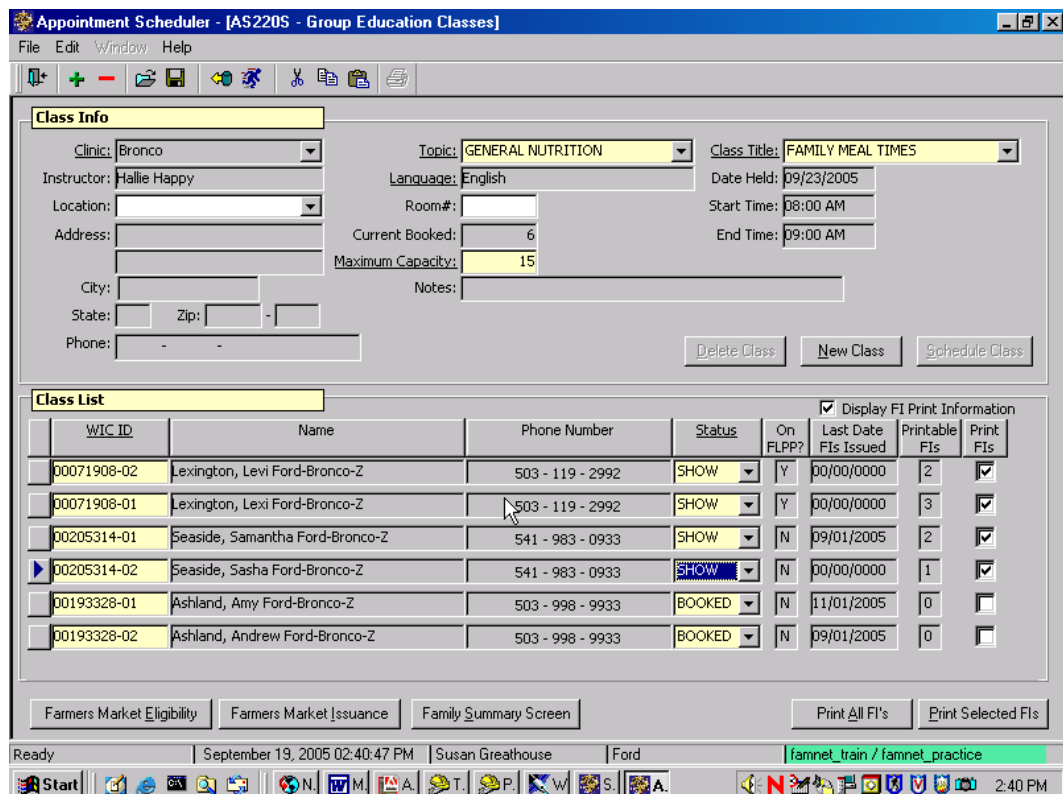 Appointment Scheduler - [AS220S - Group Education Classes]
File Edit Window Help
Class Info
Clinic: Bronco Topic: GENERAL NUTRITION Class Title: FAMILY MEAL TIMES
Instructor: Hallie Happy Language: English Date Held: 09/23/2005
Location: Room#: Start Time: 08:00 AM
Address: Current Booked: 6 End Time: 09:00 AM
Maximum Capacity: 15
City: Notes:
State: Zip: -
Phone: - -
Delete Class New Class Schedule Class
Class List
Display FI Print Information
WIC ID Name Phone Number Status On FLPP? Last Date FIs Issued Printable FIs Print FIs
00071908-02 Lexington, Levi Ford-Bronco-Z 503 - 119 - 2992 SHOW Y 00/00/0000 2
00071908-01 Lexington, Lexi Ford-Bronco-Z 503 - 119 - 2992 SHOW Y 00/00/0000 3
00205314-01 Seaside, Samantha Ford-Bronco-Z 541 - 983 - 0933 SHOW N 09/01/2005 2
00205314-02 Seaside, Sasha Ford-Bronco-Z 541 - 983 - 0933 SHOW N 00/00/0000 1
00193328-01 Ashland, Amy Ford-Bronco-Z 503 - 998 - 9933 BOOKED N 11/01/2005 0
00193328-02 Ashland, Andrew Ford-Bronco-Z 503 - 998 - 9933 BOOKED N 09/01/2005 0
Farmers Market Eligibility Farmers Market Issuance Family Summary Screen Print All FI's Print Selected FIs
Ready September 19, 2005 02:40:47 PM Susan Greathouse Ford famnet_train / famnet_practice
Start N. M. A. T. P. W S. A. 2:40 PM